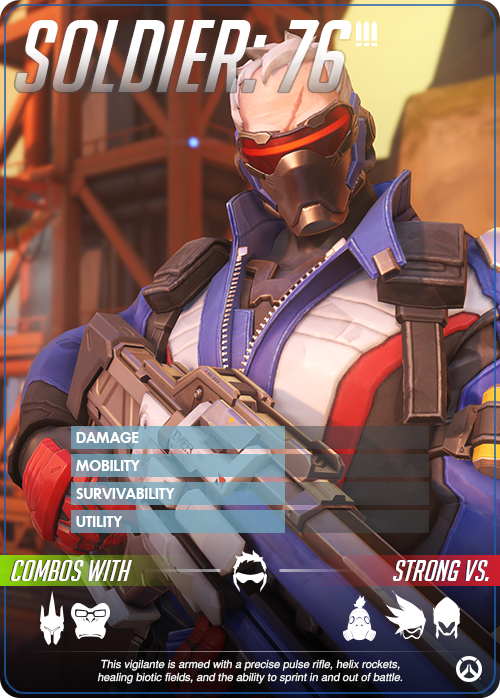 SOLDIER: 76
DAMAGE
MOBILITY
SURVIVABILITY
UTILITY
COMBOS WITH
STRONG VS.
This vigilante is armed with a precise pulse rifle, helix rockets,
healing biotic fields, and the ability to sprint in and out of battle.